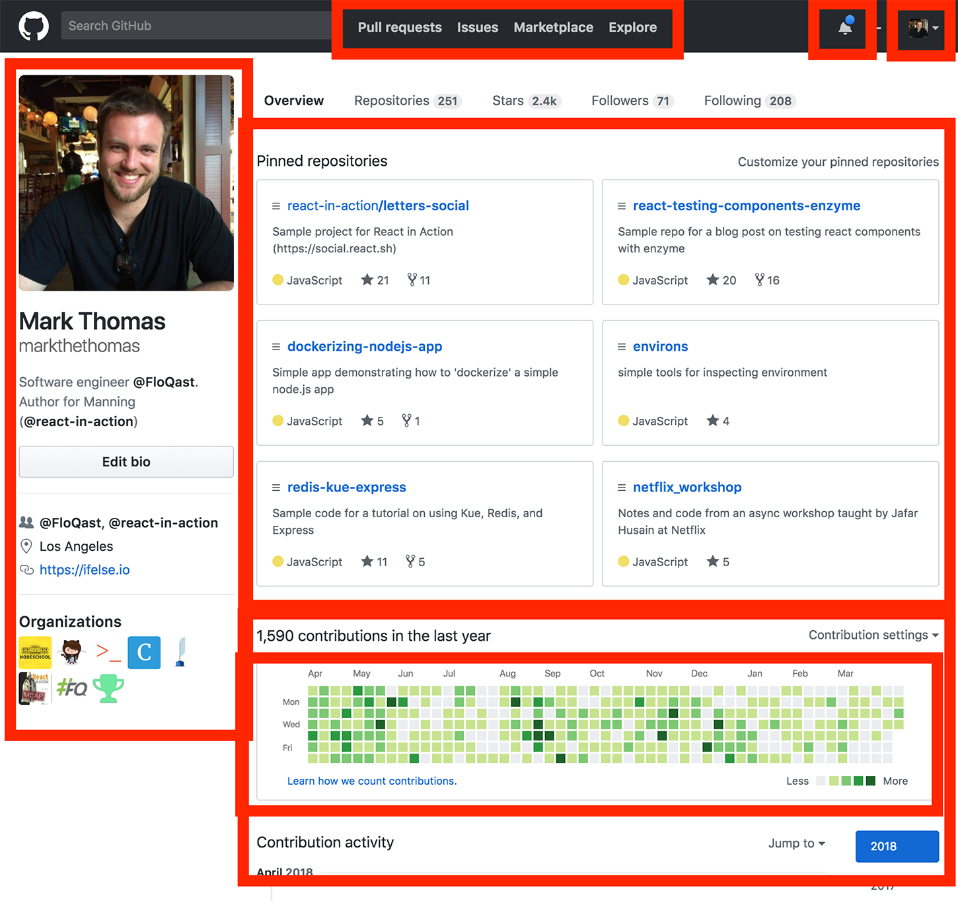 Search GitHub
Pull requests Issues Marketplace Explore
Overview Repositories 251 Stars 2.4k Followers 71 Following 208
Mark Thomas
markthethomas
Software engineer @FloQast.
Author for Manning
(@react-in-action)
Edit bio
@FloQast, @react-in-action
Los Angeles
https://ifelse.io
Organizations
NODESCHOOL
>_
C
React
#FQ
Pinned repositories
Customize your pinned repositories
react-in-action/letters-social
Sample project for React in Action
(https://social.react.sh)
JavaScript 21 11
react-testing-components-enzyme
Sample repo for a blog post on testing react components
with enzyme
JavaScript 20 16
dockerizing-nodejs-app
Simple app demonstrating how to 'dockerize' a simple
node.js app
JavaScript 5 1
environs
simple tools for inspecting environment
JavaScript 4
redis-kue-express
Sample code for a tutorial on using Kue, Redis, and
Express
JavaScript 11 5
netflix_workshop
Notes and code from an async workshop taught by Jafar
Husain at Netflix
JavaScript 5
1,590 contributions in the last year
Contribution settings
Apr May Jun Jul Aug Sep Oct Nov Dec Jan Feb Mar
Mon
Wed
Fri
Learn how we count contributions.
Less More
Contribution activity
Jump to
2018
April 2018
2017